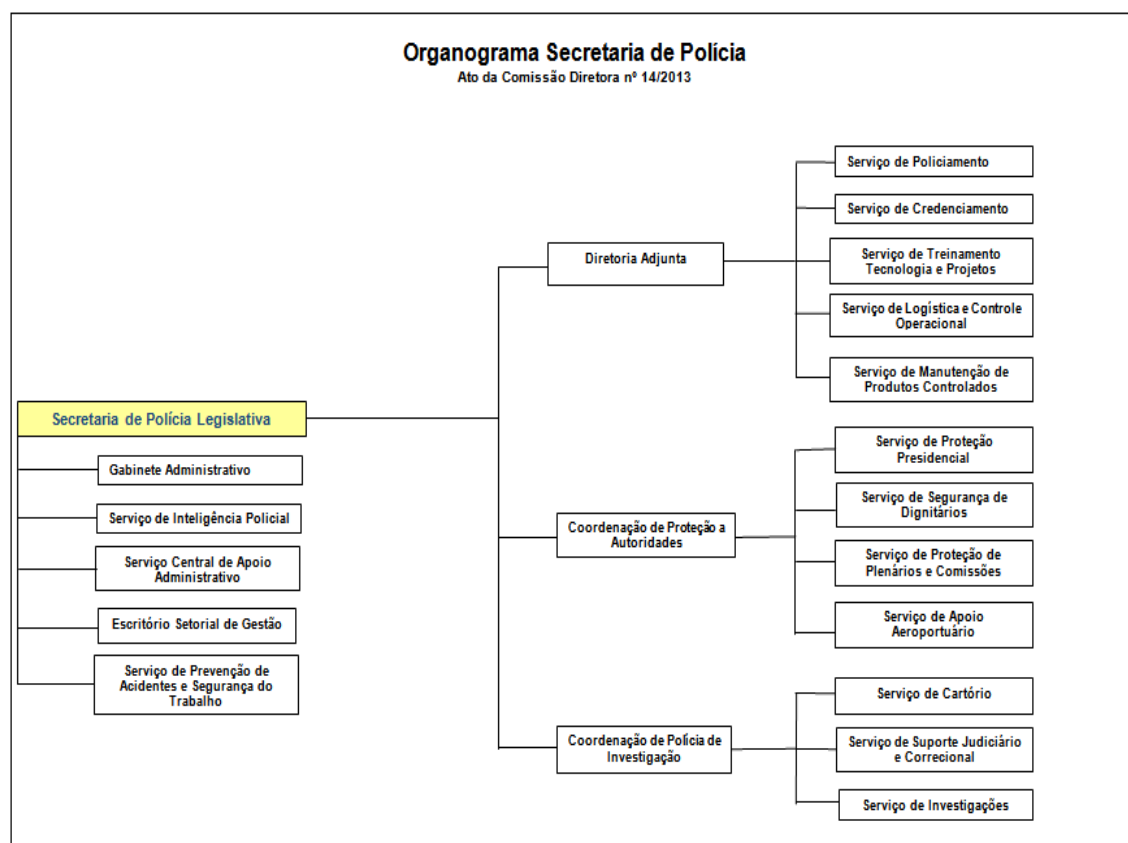 Organograma Secretaria de Polícia
Ato da Comissão Diretora nº 14/2013
Secretaria de Polícia Legislativa
Gabinete Administrativo
Serviço de Inteligência Policial
Serviço Central de Apoio
Administrativo
Escritório Setorial de Gestão
Serviço de Prevenção de
Acidentes e Segurança do
Trabalho
Diretoria Adjunta
Serviço de Policiamento
Serviço de Credenciamento
Serviço de Treinamento
Tecnologia e Projetos
Serviço de Logística e Controle
Operacional
Serviço de Manutenção de
Produtos Controlados
Coordenação de Proteção a
Autoridades
Serviço de Proteção
Presidencial
Serviço de Segurança de
Dignitários
Serviço de Proteção de
Plenários e Comissões
Serviço de Apoio
Aeroportuário
Coordenação de Polícia de
Investigação
Serviço de Cartório
Serviço de Suporte Judiciário
e Correcional
Serviço de Investigações